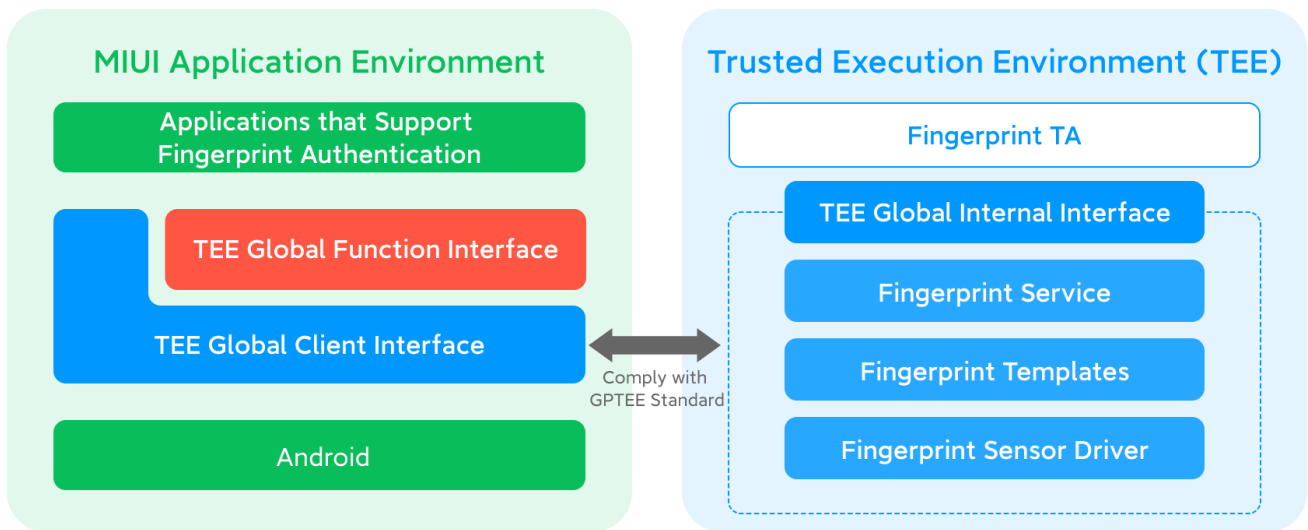 MIUI Application Environment
Applications that Support
Fingerprint Authentication
TEE Global Function Interface
TEE Global Client Interface
Android
Comply with
GPTEE Standard
Trusted Execution Environment (TEE)
Fingerprint TA
TEE Global Internal Interface
Fingerprint Service
Fingerprint Templates
Fingerprint Sensor Driver